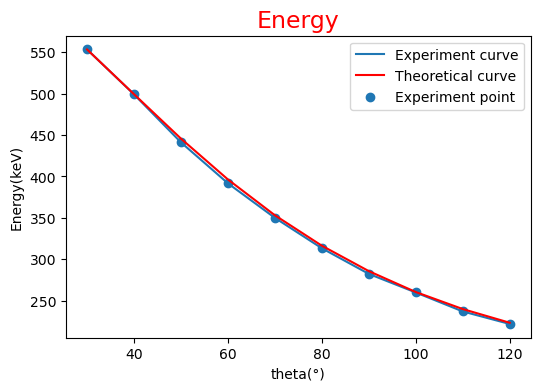 Energy
Experiment curve
Theoretical curve
Experiment point
Energy(keV)
550
500
450
400
350
300
250
40
60
80
100
120
theta(°)